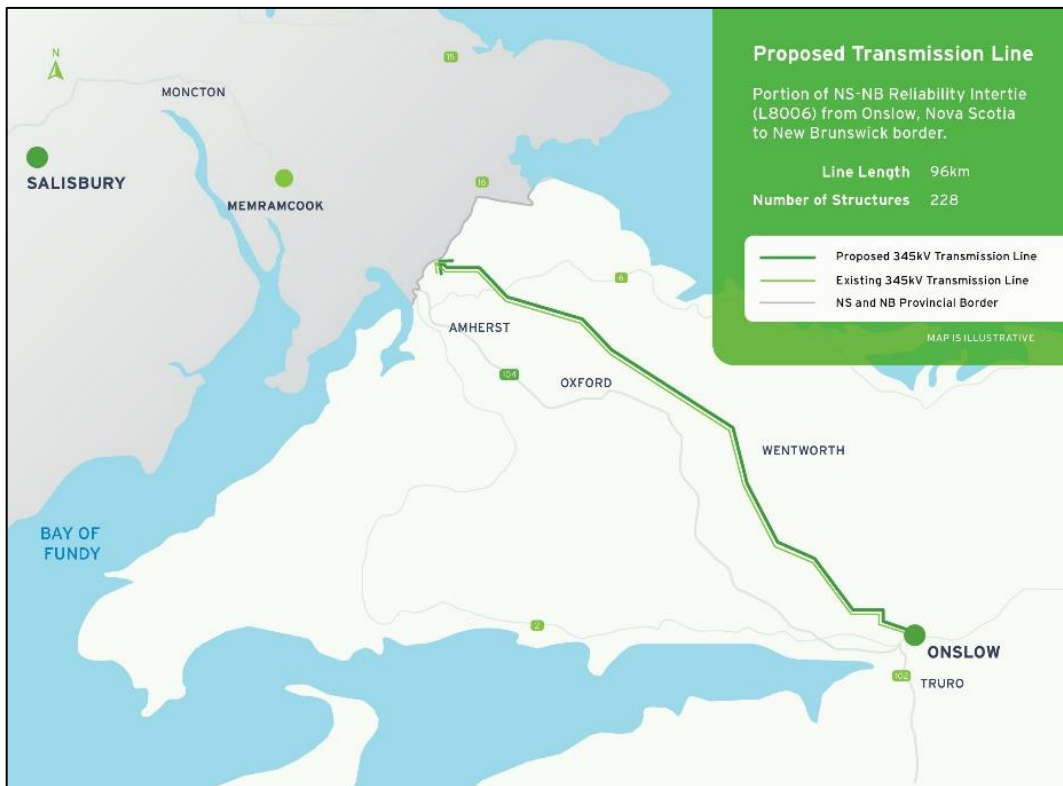 N
15
MONCTON
SALISBURY
MEMRAMCOOK
16
6
AMHERST
104
OXFORD
WENTWORTH
BAY OF
FUNDY
2
ONSLOW
102
TRURO
Proposed Transmission Line
Portion of NS-NB Reliability Intertie
(L8006) from Onslow, Nova Scotia
to New Brunswick border.
Line Length 96km
Number of Structures 228
Proposed 345kV Transmission Line
Existing 345kV Transmission Line
NS and NB Provincial Border
MAP IS ILLUSTRATIVE